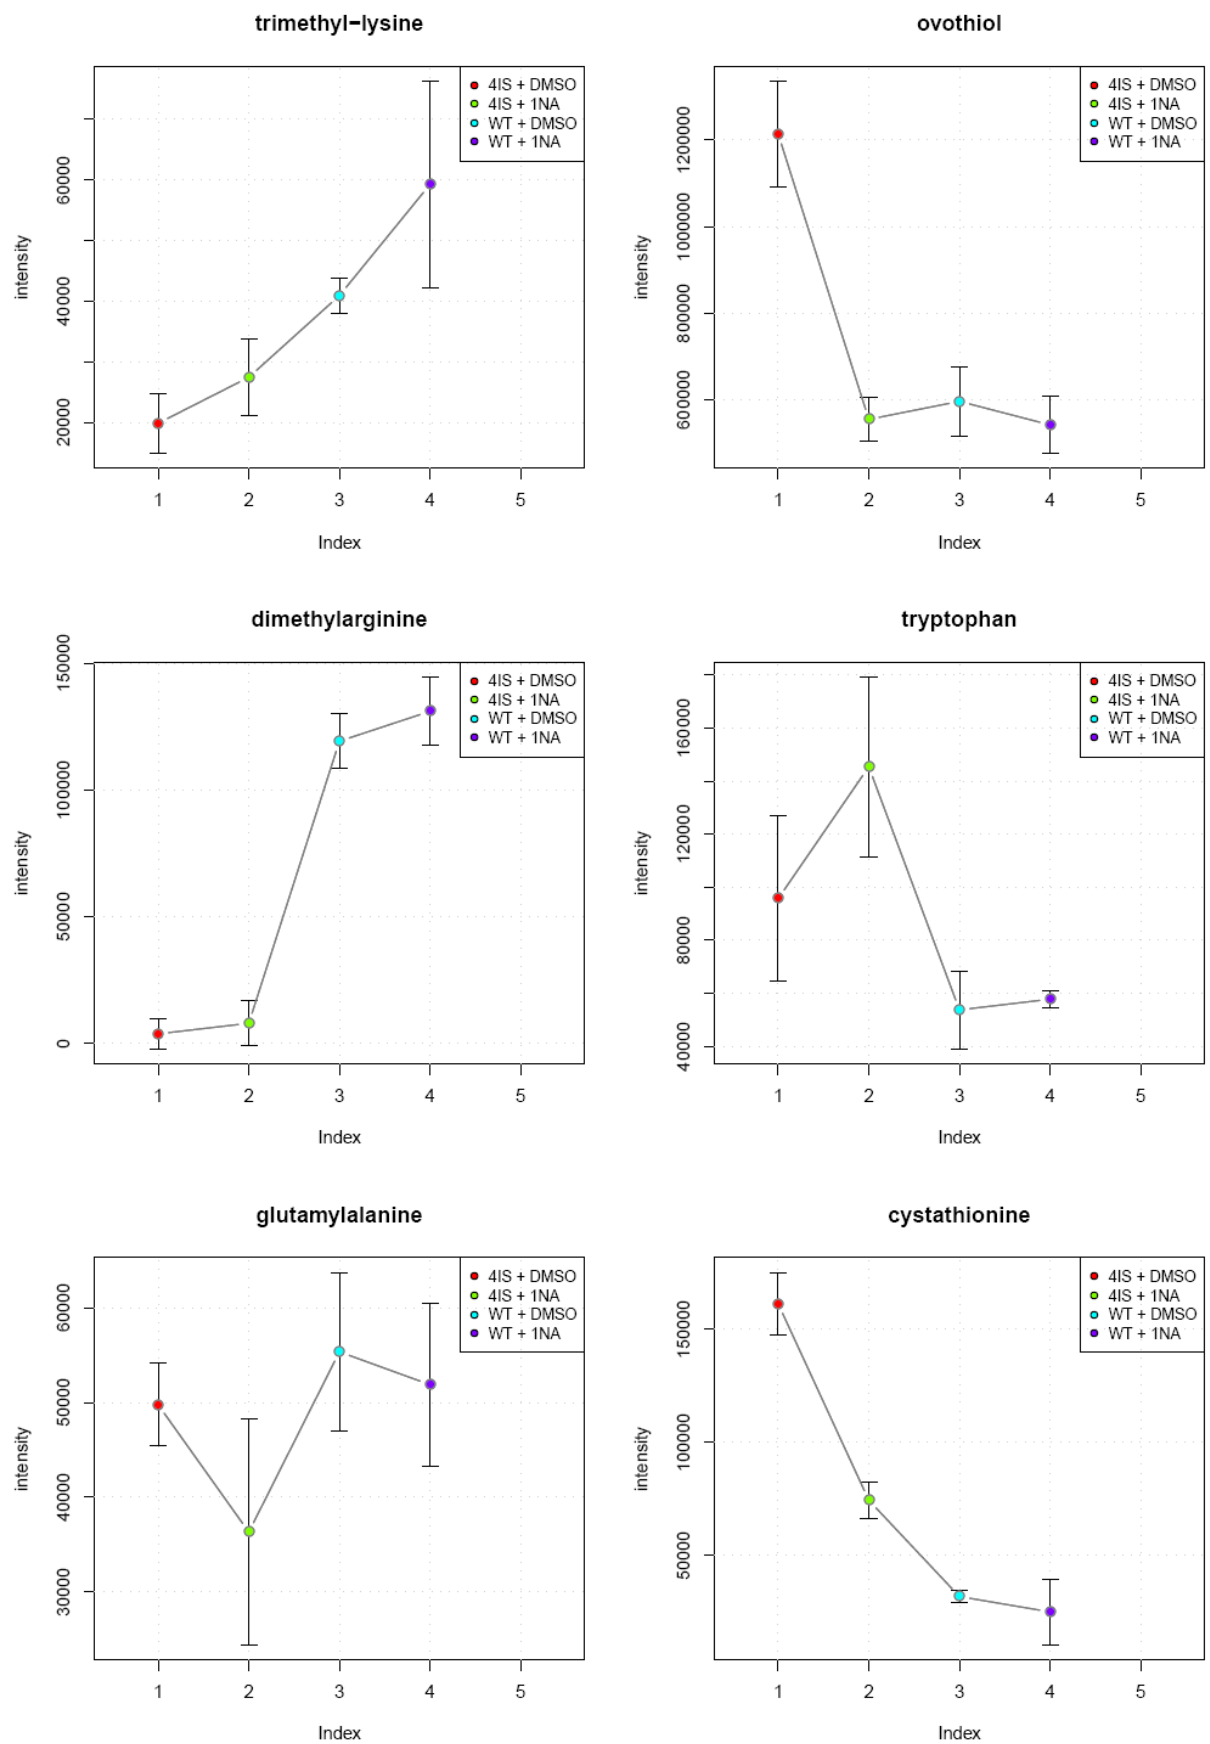 trimethyl−lysine
intensity
20000
40000
60000
4IS + DMSO
4IS + 1NA
WT + DMSO
WT + 1NA
1 2 3 4 5
Index
ovothiol
intensity
600000
800000
1000000
1200000
4IS + DMSO
4IS + 1NA
WT + DMSO
WT + 1NA
1 2 3 4 5
Index
dimethylarginine
intensity
0
50000
100000
150000
4IS + DMSO
4IS + 1NA
WT + DMSO
WT + 1NA
1 2 3 4 5
Index
tryptophan
intensity
40000
80000
120000
160000
4IS + DMSO
4IS + 1NA
WT + DMSO
WT + 1NA
1 2 3 4 5
Index
glutamylalanine
intensity
30000
40000
50000
60000
4IS + DMSO
4IS + 1NA
WT + DMSO
WT + 1NA
1 2 3 4 5
Index
cystathionine
intensity
50000
100000
150000
4IS + DMSO
4IS + 1NA
WT + DMSO
WT + 1NA
1 2 3 4 5
Index